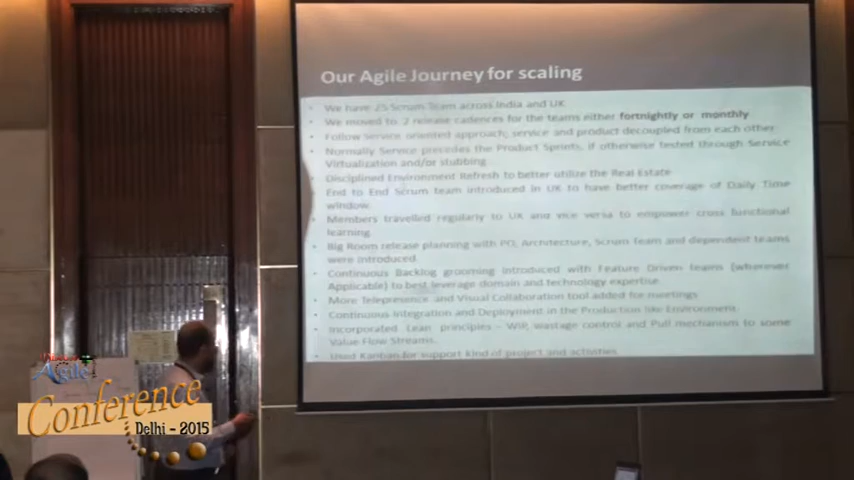 Our Agile Journey for scaling
We have 25 Scrum Team across India and UK
We moved to 2 release cadences for the teams either fortnightly or monthly
Follow Service oriented approach, service and product decoupled from each other
Normally Service precedes the Product Sprints, if otherwise tested through Service
Virtualization and/or stubbing
Disciplined Environment Refresh to better utilize the Real Estate
End to End Scrum team introduced in UK to have better coverage of Daily Time
window.
Members travelled regularly to UK and vice versa to empower cross functional
learning
Big Room release planning with PO, Architecture, Scrum Team and dependent teams
were introduced.
Continuous Backlog grooming introduced with Feature Driven teams (wherever
Applicable) to best leverage domain and technology expertise
More Telepresence and Visual Collaboration tool added for meetings
Continuous Integration and Deployment in the Production like Environment
Incorporated Lean principles – WIP, wastage control and Pull mechanism to some
Value Flow Streams.
Used Kanban for support kind of project and activities
Agile
Conference
Delhi - 2015